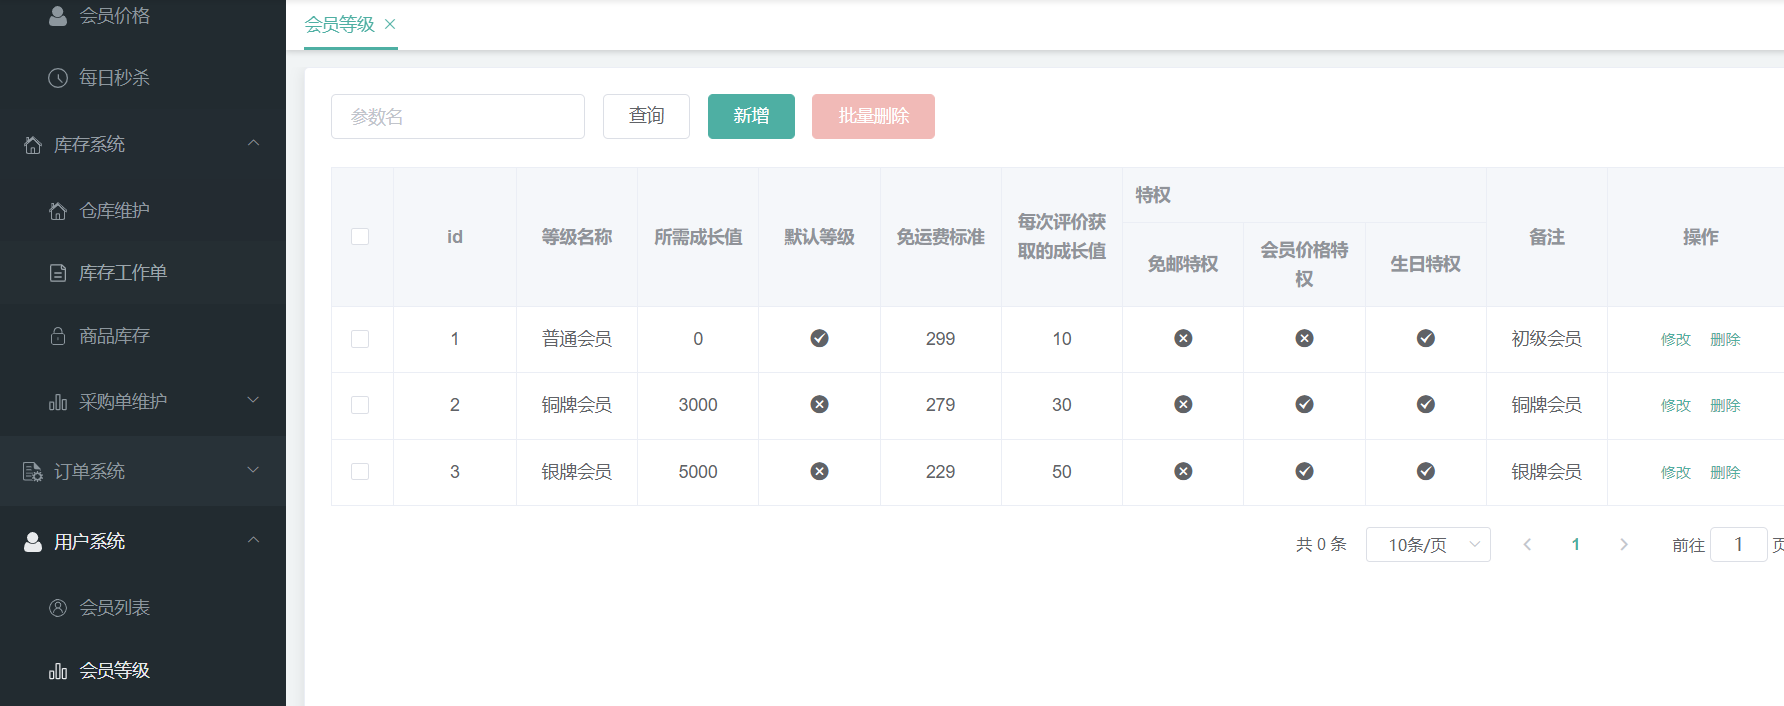 会员价格
每日秒杀
库存系统
仓库维护
库存工作单
商品库存
采购单维护
订单系统
用户系统
会员列表
会员等级
会员等级
参数名 查询 新增 批量删除
id 等级名称 所需成长值 默认等级 免运费标准 每次评价获取的成长值 特权 备注 操作
免邮特权 会员价格特权 生日特权
1 普通会员 0 299 10 初级会员 修改 删除
2 铜牌会员 3000 279 30 铜牌会员 修改 删除
3 银牌会员 5000 229 50 银牌会员 修改 删除
共 0 条 10条/页 1 前往 1